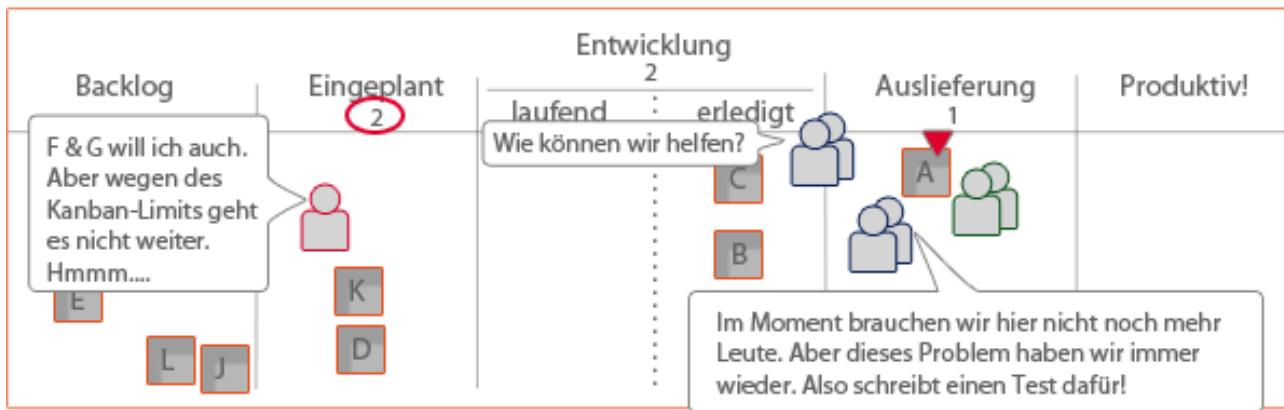 Entwicklung
2
Backlog
Eingeplant
2
laufend
erledigt
Auslieferung
1
Produktiv!
F & G will ich auch.
Aber wegen des
Kanban-Limits geht
es nicht weiter.
Hmmm....
Wie können wir helfen?
C
A
B
K
D
E
L
J
Im Moment brauchen wir hier nicht noch mehr
Leute. Aber dieses Problem haben wir immer
wieder. Also schreibt einen Test dafür!